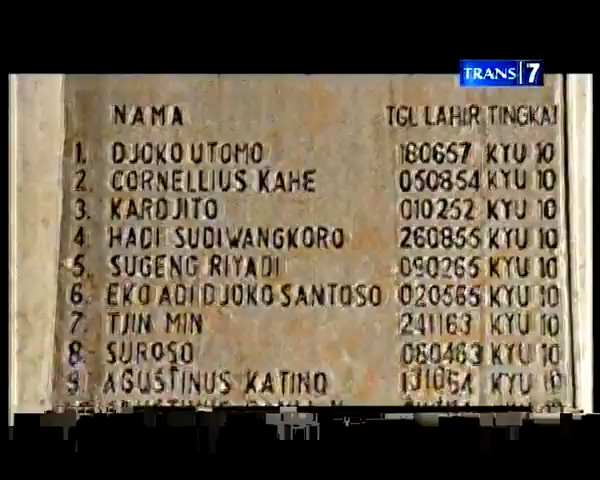 TRANS 7
NAMA TGL LAHIR TINGKAT
1. DJOKO UTOMO 180657 KYU 10
2. CORNELLIUS KAHE 050854 KYU 10
3. KAROJITO 010252 KYU 10
4. HADI SUDIWANGKORO 260855 KYU 10
5. SUGENG RIYADI 090265 KYU 10
6. EKO ADI DJOKO SANTOSO 020565 KYU 10
7. TJIN MIN 241163 KYU 10
8. SUROSO 060463 KYU 10
9. AGUSTINUS KATINO 131064 KYU 10